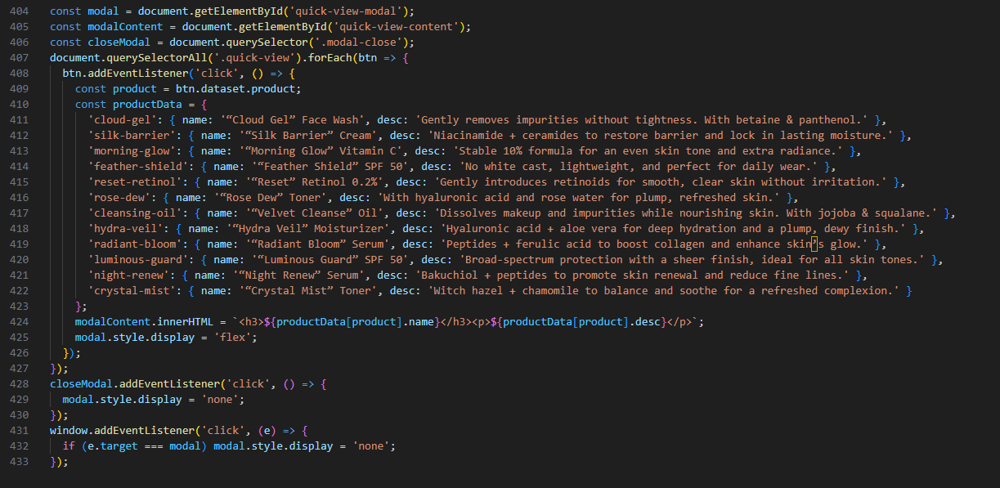 404 const modal = document.getElementById('quick-view-modal');
405 const modalContent = document.getElementById('quick-view-content');
406 const closeModal = document.querySelector('.modal-close');
407 document.querySelectorAll('.quick-view').forEach(btn => {
408 btn.addEventListener('click', () => {
409 const product = btn.dataset.product;
410 const productData = {
411 'cloud-gel': { name: '“Cloud Gel” Face Wash', desc: 'Gently removes impurities without tightness. With betaine & panthenol.' },
412 'silk-barrier': { name: '“Silk Barrier” Cream', desc: 'Niacinamide + ceramides to restore barrier and lock in lasting moisture.' },
413 'morning-glow': { name: '“Morning Glow” Vitamin C', desc: 'Stable 10% formula for an even skin tone and extra radiance.' },
414 'feather-shield': { name: '“Feather Shield” SPF 50', desc: 'No white cast, lightweight, and perfect for daily wear.' },
415 'reset-retinol': { name: '“Reset” Retinol 0.2%', desc: 'Gently introduces retinoids for smooth, clear skin without irritation.' },
416 'rose-dew': { name: '“Rose Dew” Toner', desc: 'With hyaluronic acid and rose water for plump, refreshed skin.' },
417 'cleansing-oil': { name: '“Velvet Cleanse” Oil', desc: 'Dissolves makeup and impurities while nourishing skin. With jojoba & squalane.' },
418 'hydra-veil': { name: '“Hydra Veil” Moisturizer', desc: 'Hyaluronic acid + aloe vera for deep hydration and a plump, dewy finish.' },
419 'radiant-bloom': { name: '“Radiant Bloom” Serum', desc: 'Peptides + ferulic acid to boost collagen and enhance skin’s glow.' },
420 'luminous-guard': { name: '“Luminous Guard” SPF 50', desc: 'Broad-spectrum protection with a sheer finish, ideal for all skin tones.' },
421 'night-renew': { name: '“Night Renew” Serum', desc: 'Bakuchiol + peptides to promote skin renewal and reduce fine lines.' },
422 'crystal-mist': { name: '“Crystal Mist” Toner', desc: 'Witch hazel + chamomile to balance and soothe for a refreshed complexion.' }
423 };
424 modalContent.innerHTML = `<h3>${productData[product].name}</h3><p>${productData[product].desc}</p>`;
425 modal.style.display = 'flex';
426 });
427 });
428 closeModal.addEventListener('click', () => {
429 modal.style.display = 'none';
430 });
431 window.addEventListener('click', (e) => {
432 if (e.target === modal) modal.style.display = 'none';
433 });